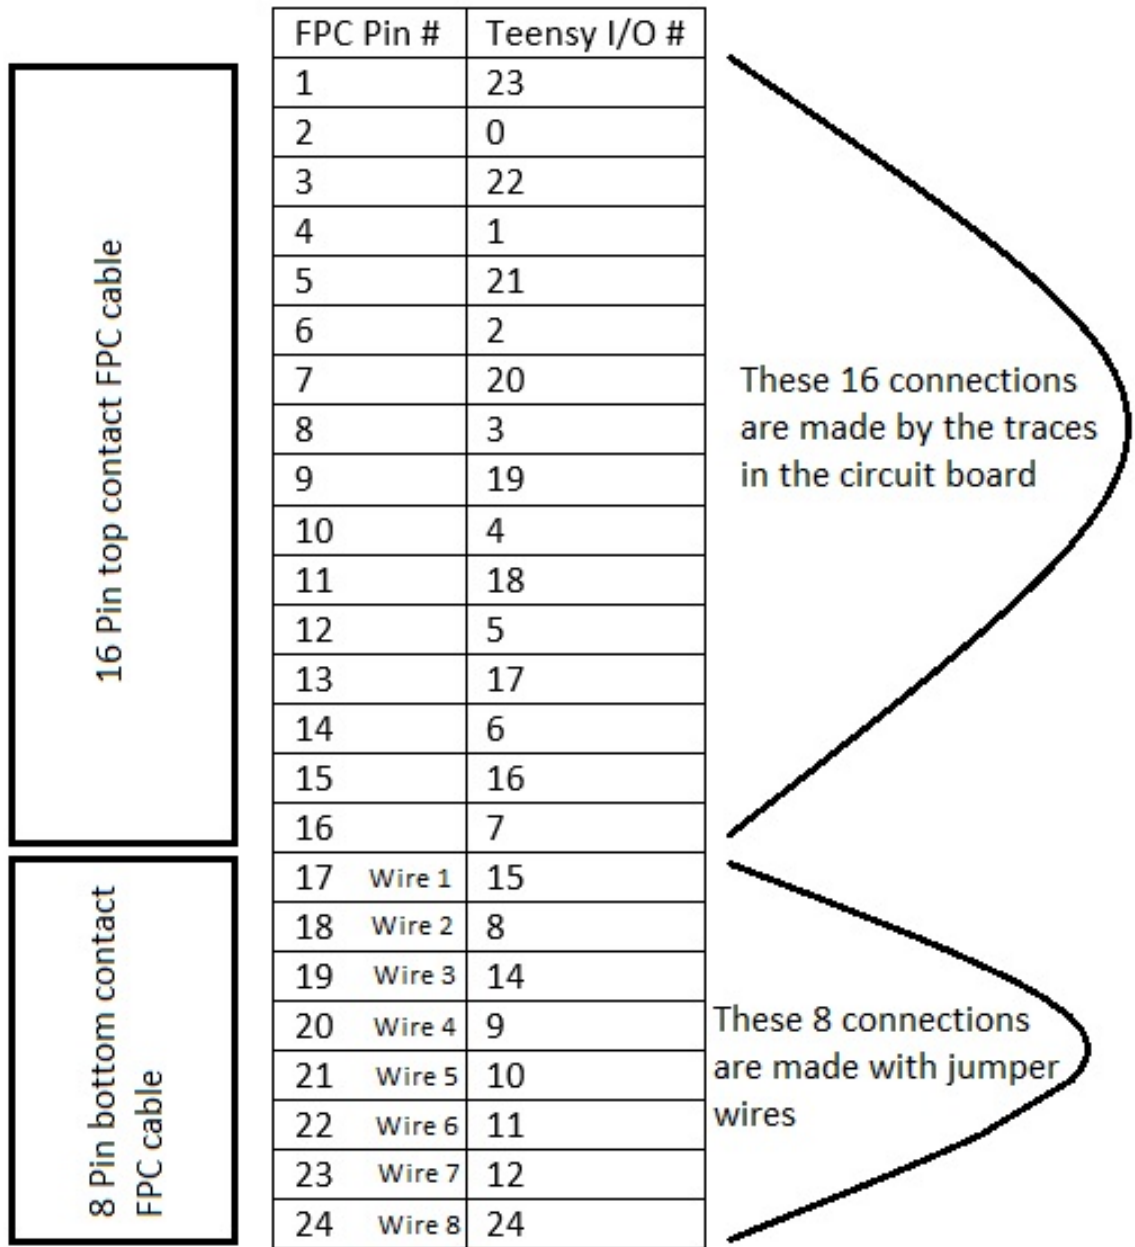 FPC Pin # Teensy I/O #
1 23
2 0
3 22
4 1
5 21
6 2
7 20
8 3
9 19
10 4
11 18
12 5
13 17
14 6
15 16
16 7
17 Wire 1 15
18 Wire 2 8
19 Wire 3 14
20 Wire 4 9
21 Wire 5 10
22 Wire 6 11
23 Wire 7 12
24 Wire 8 24
16 Pin top contact FPC cable
8 Pin bottom contact
FPC cable
These 16 connections
are made by the traces
in the circuit board
These 8 connections
are made with jumper
wires